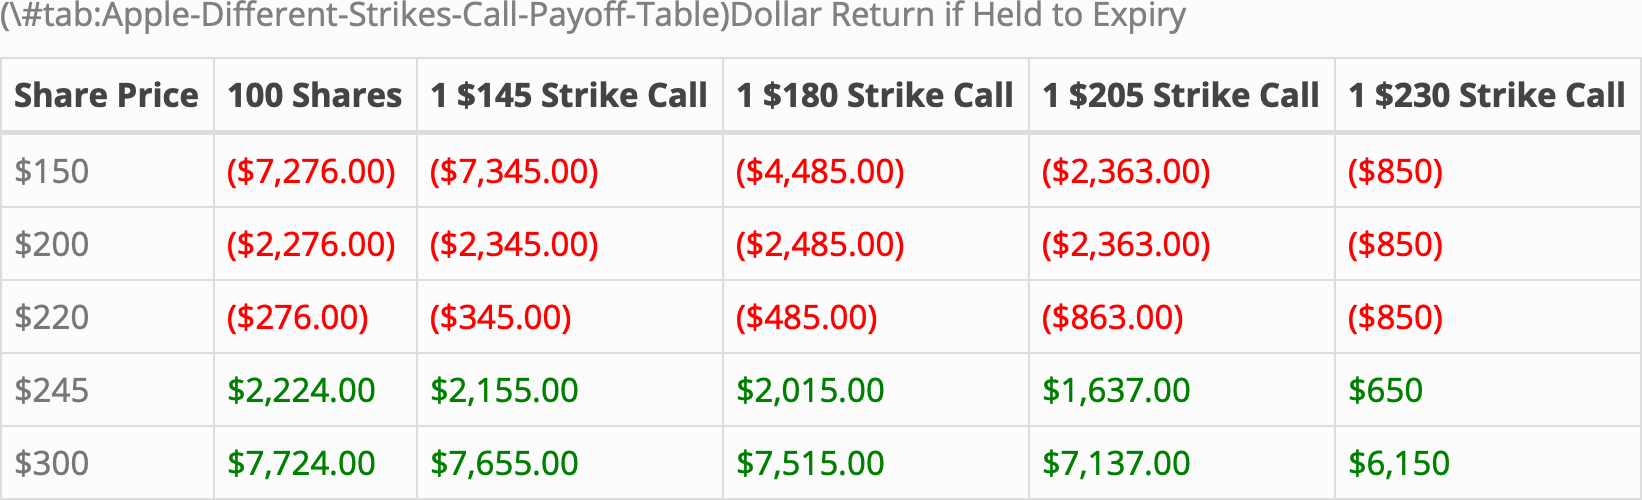 (\#tab:Apple-Different-Strikes-Call-Payoff-Table)Dollar Return if Held to Expiry
Share Price 100 Shares 1 $145 Strike Call 1 $180 Strike Call 1 $205 Strike Call 1 $230 Strike Call
$150 ($7,276.00) ($7,345.00) ($4,485.00) ($2,363.00) ($850)
$200 ($2,276.00) ($2,345.00) ($2,485.00) ($2,363.00) ($850)
$220 ($276.00) ($345.00) ($485.00) ($863.00) ($850)
$245 $2,224.00 $2,155.00 $2,015.00 $1,637.00 $650
$300 $7,724.00 $7,655.00 $7,515.00 $7,137.00 $6,150